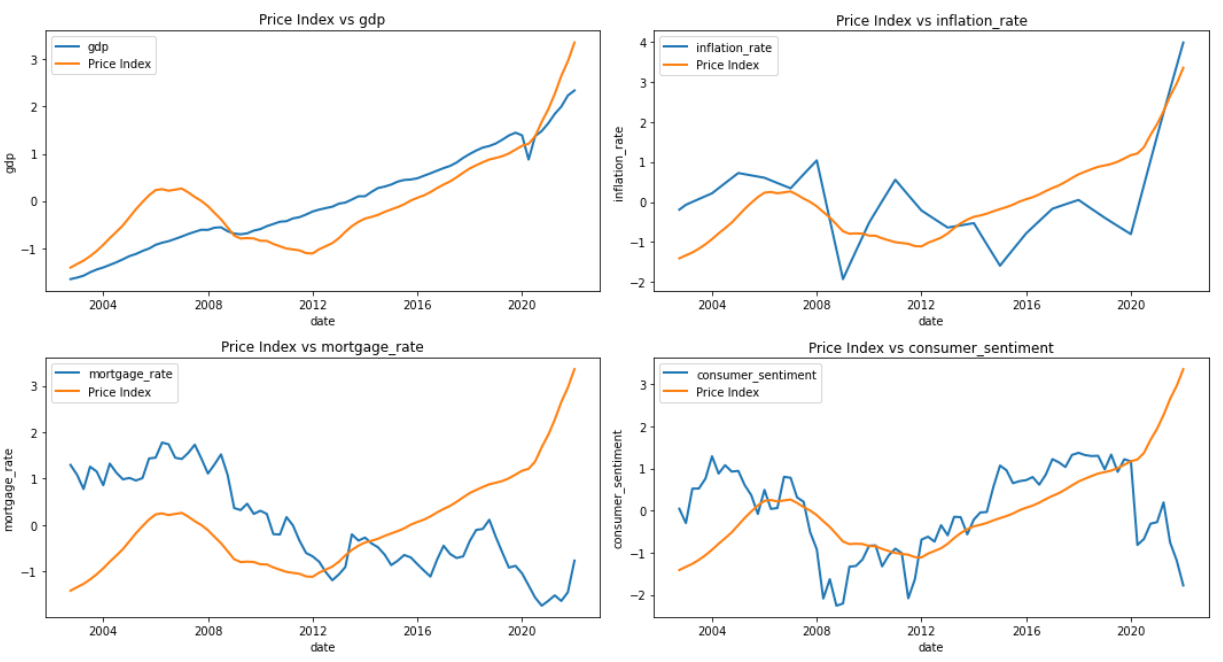 Price Index vs gdp
gdp
Price Index
3
2
1
0
−1
gdp
2004 2008 2012 2016 2020
date
Price Index vs inflation_rate
inflation_rate
Price Index
4
3
2
1
0
−1
−2
inflation_rate
2004 2008 2012 2016 2020
date
Price Index vs mortgage_rate
mortgage_rate
Price Index
3
2
1
0
−1
mortgage_rate
2004 2008 2012 2016 2020
date
Price Index vs consumer_sentiment
consumer_sentiment
Price Index
3
2
1
0
−1
−2
consumer_sentiment
2004 2008 2012 2016 2020
date